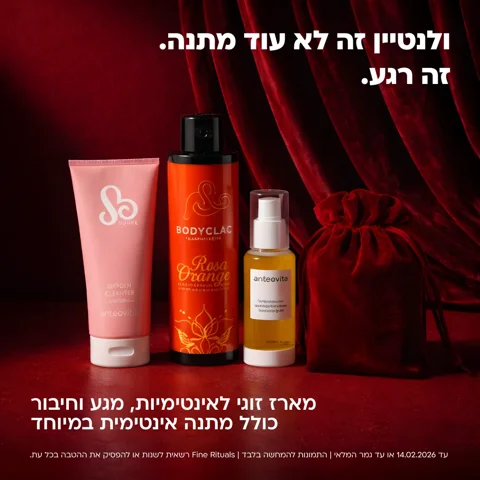 ולנטיין זה לא עוד מתנה.
זה רגע.
BODYCLAC
Rosa
Orange
anteavita
מארז זוגי לאינטימיות, מגע וחיבור
כולל מתנה אינטימית במיוחד
עד 14.02.2026 או עד גמר המלאי | התמונות להמחשה בלבד | Fine Rituals רשאית לשנות או להפסיק את ההטבה בכל עת.